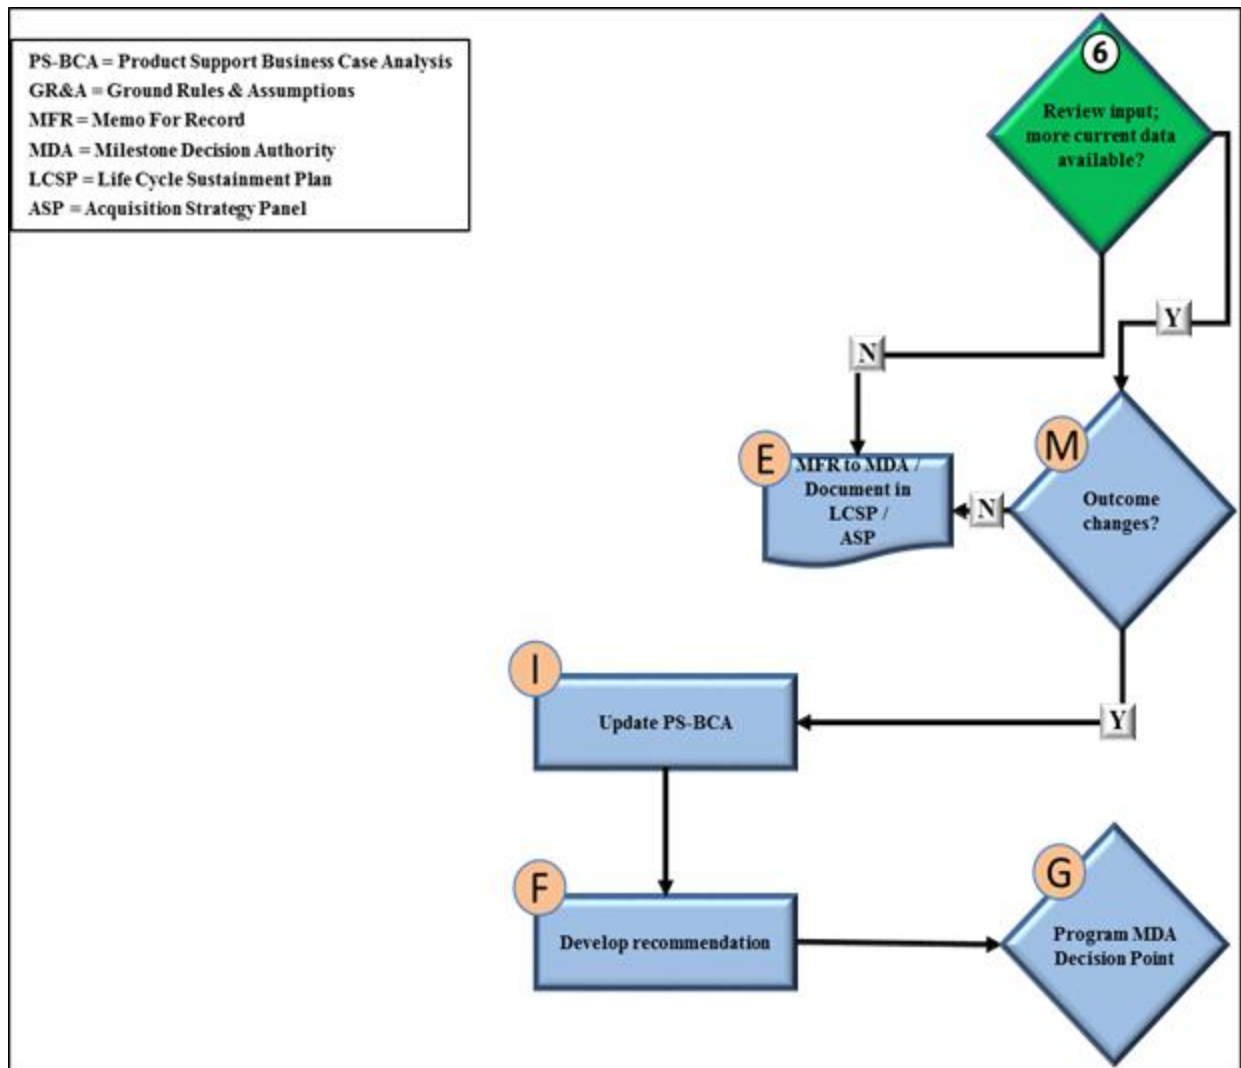 PS-BCA = Product Support Business Case Analysis
GR&A = Ground Rules & Assumptions
MFR = Memo For Record
MDA = Milestone Decision Authority
LCSP = Life Cycle Sustainment Plan
ASP = Acquisition Strategy Panel
6
Review input;
more current data
available?
Y
N
E
MFR to MDA /
Document in
LCSP /
ASP
N
M
Outcome
changes?
Y
I
Update PS-BCA
F
Develop recommendation
G
Program MDA
Decision Point